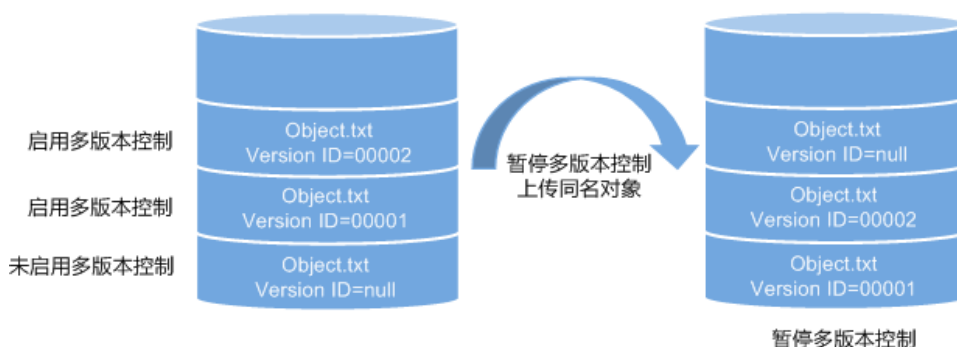 启用多版本控制
Object.txt
Version ID=00002
启用多版本控制
Object.txt
Version ID=00001
未启用多版本控制
Object.txt
Version ID=null
暂停多版本控制
上传同名对象
Object.txt
Version ID=null
Object.txt
Version ID=00002
Object.txt
Version ID=00001
暂停多版本控制